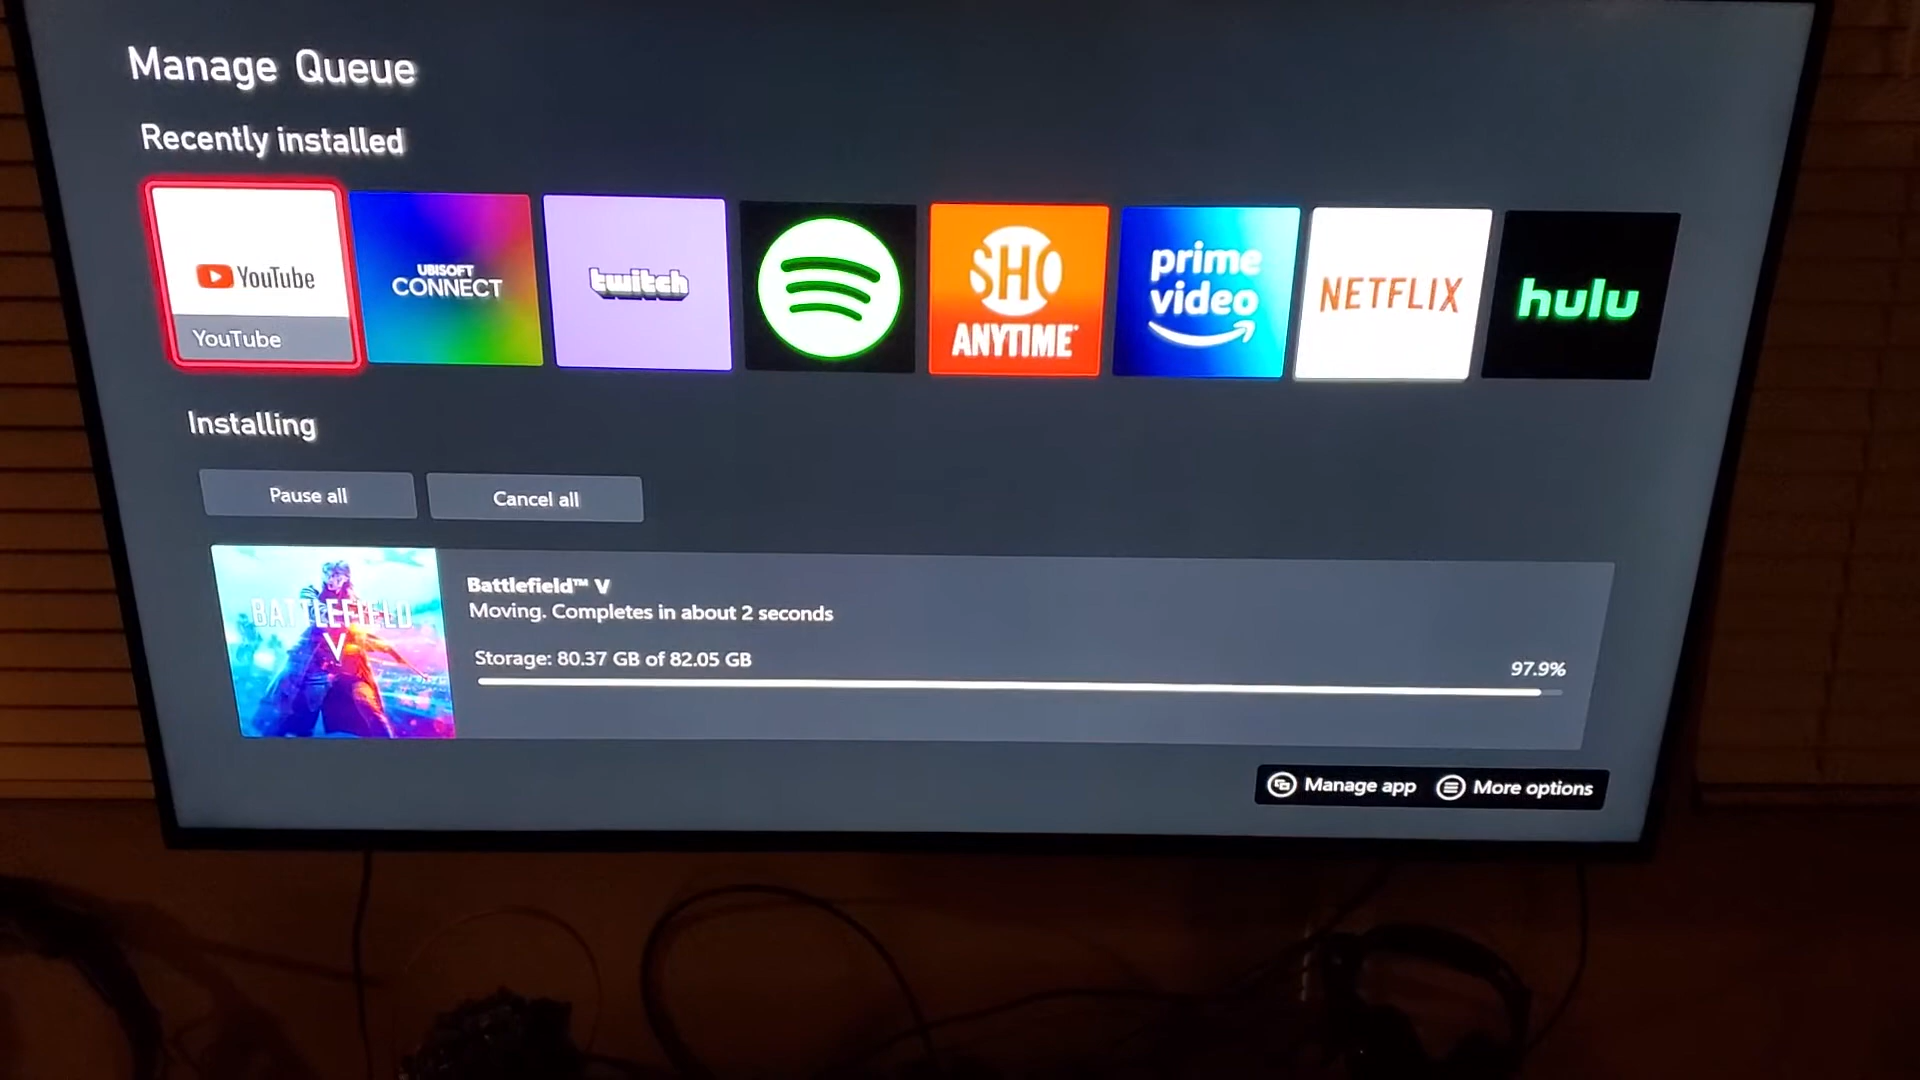 Manage Queue
Recently installed
YouTube
YouTube
UBISOFT
CONNECT
twitch
SHO
ANYTIME
prime
video
NETFLIX
hulu
Installing
Pause all
Cancel all
BATTLEFIELD
V
Battlefield™ V
Moving. Completes in about 2 seconds
Storage: 80.37 GB of 82.05 GB
97.9%
Manage app
More options